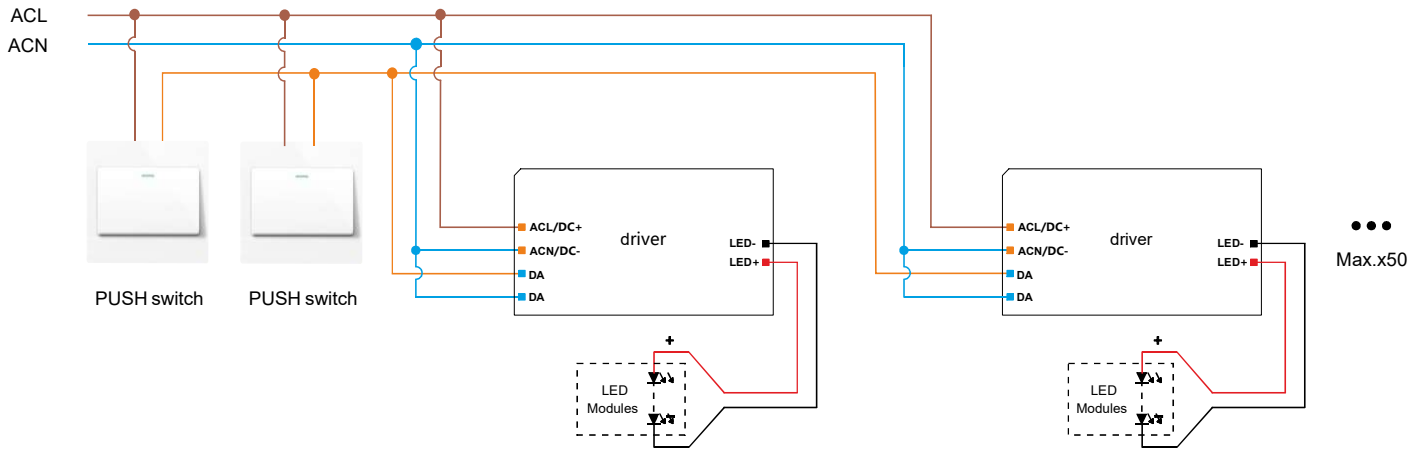 ACL
ACN
PUSH switch
PUSH switch
driver
ACL/DC+
ACN/DC-
DA
DA
LED-
LED+
+
LED
Modules
driver
ACL/DC+
ACN/DC-
DA
DA
LED-
LED+
+
LED
Modules
•••
Max.x50